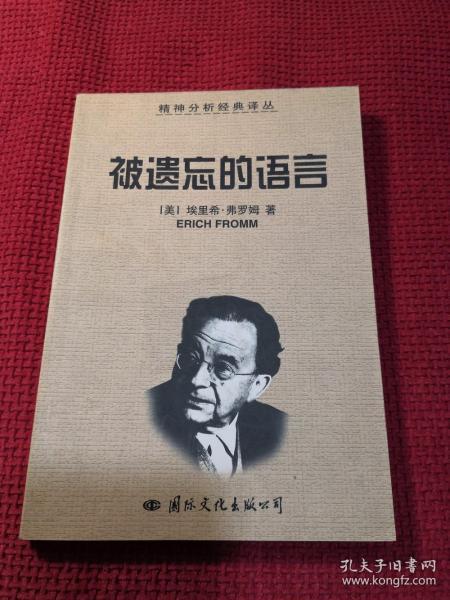 精神分析经典译丛
被遗忘的语言
[美] 埃里希·弗罗姆 著
ERICH FROMM
国际文化出版公司
孔夫子旧书网
www.kongfz.com